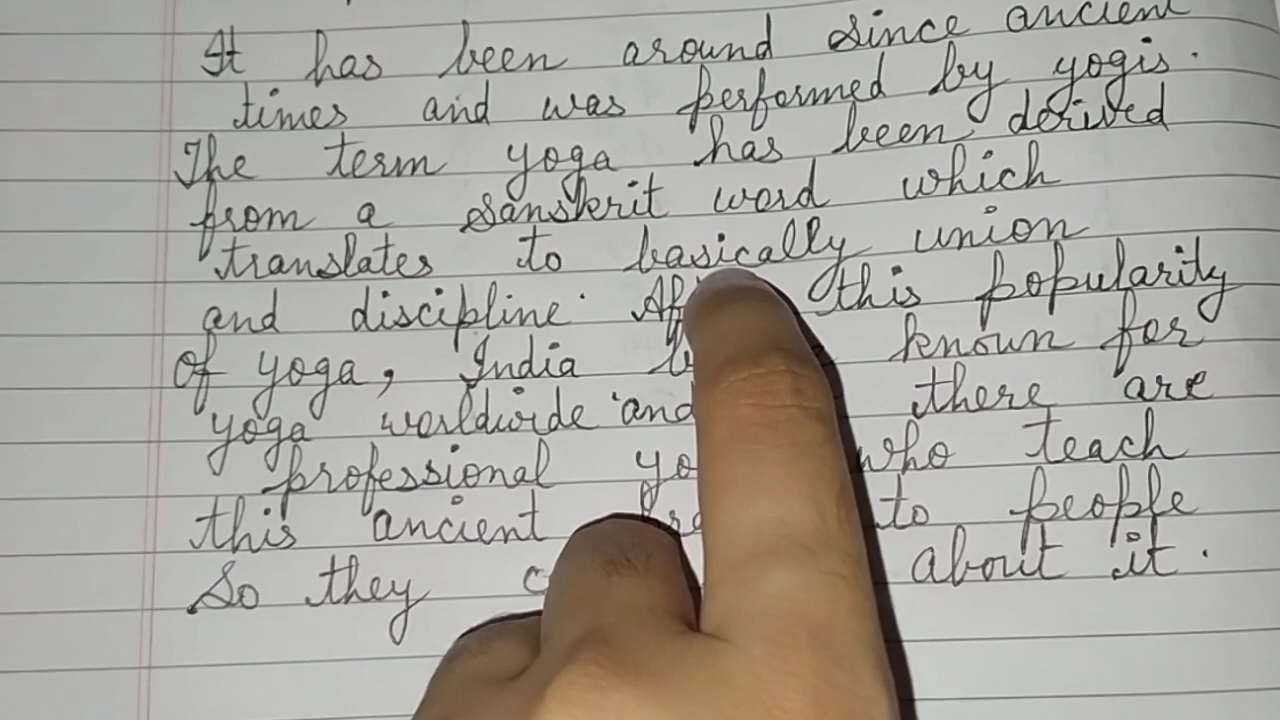 It has been around since ancient
times and was performed by yogis.
The term yoga has been derived
from a sanskrit word which
translates to basically union
and discipline. this popularity
of yoga, India known for
yoga worldwide and there are
professional who teach
this ancient to people
So they about it.